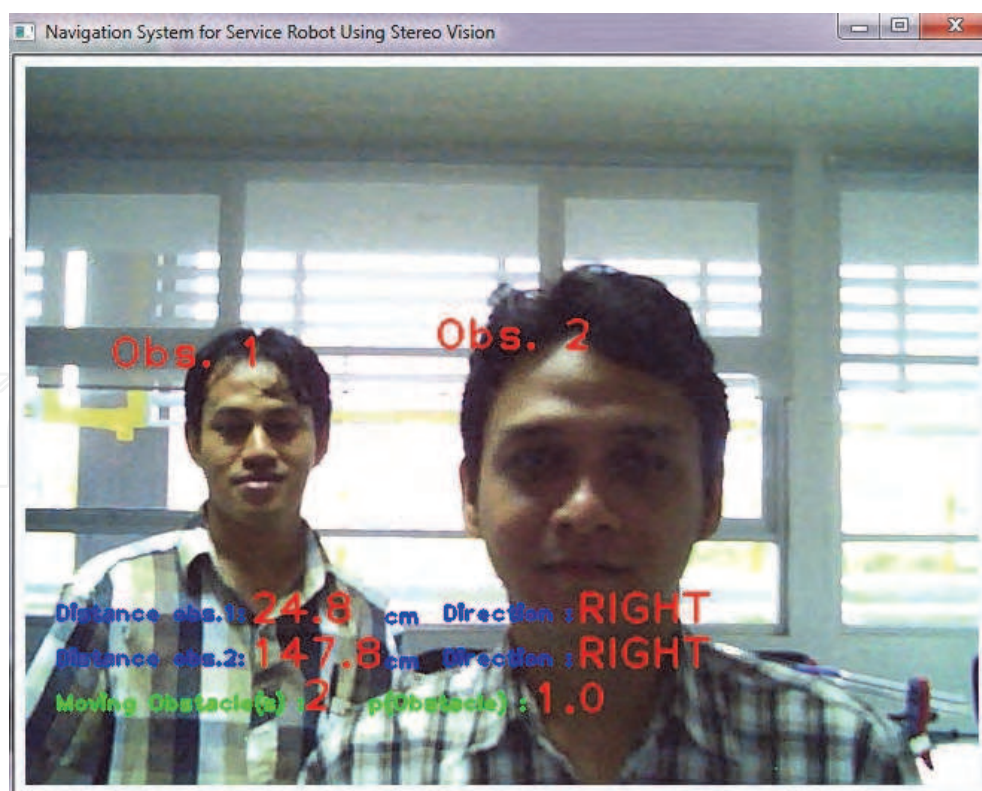 Navigation System for Service Robot Using Stereo Vision
Obs. 1
Obs. 2
Distance obs.1: 24.8 cm Direction : RIGHT
Distance obs.2: 147.8 cm Direction : RIGHT
Moving Obstacle(s) : 2 p(Obstacle) : 1.0